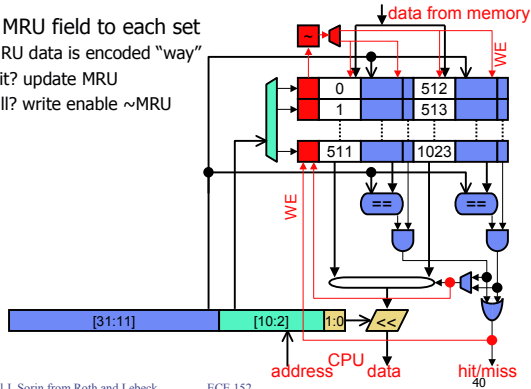 MRU field to each set
RU data is encoded “way”
it? update MRU
ll? write enable ~MRU
data from memory
~
WE
0
512
1
513
511
1023
WE
==
==
[31:11]
[10:2]
1:0
<<
CPU
address
data
hit/miss
l J. Sorin from Roth and Lebeck
ECE 152
40